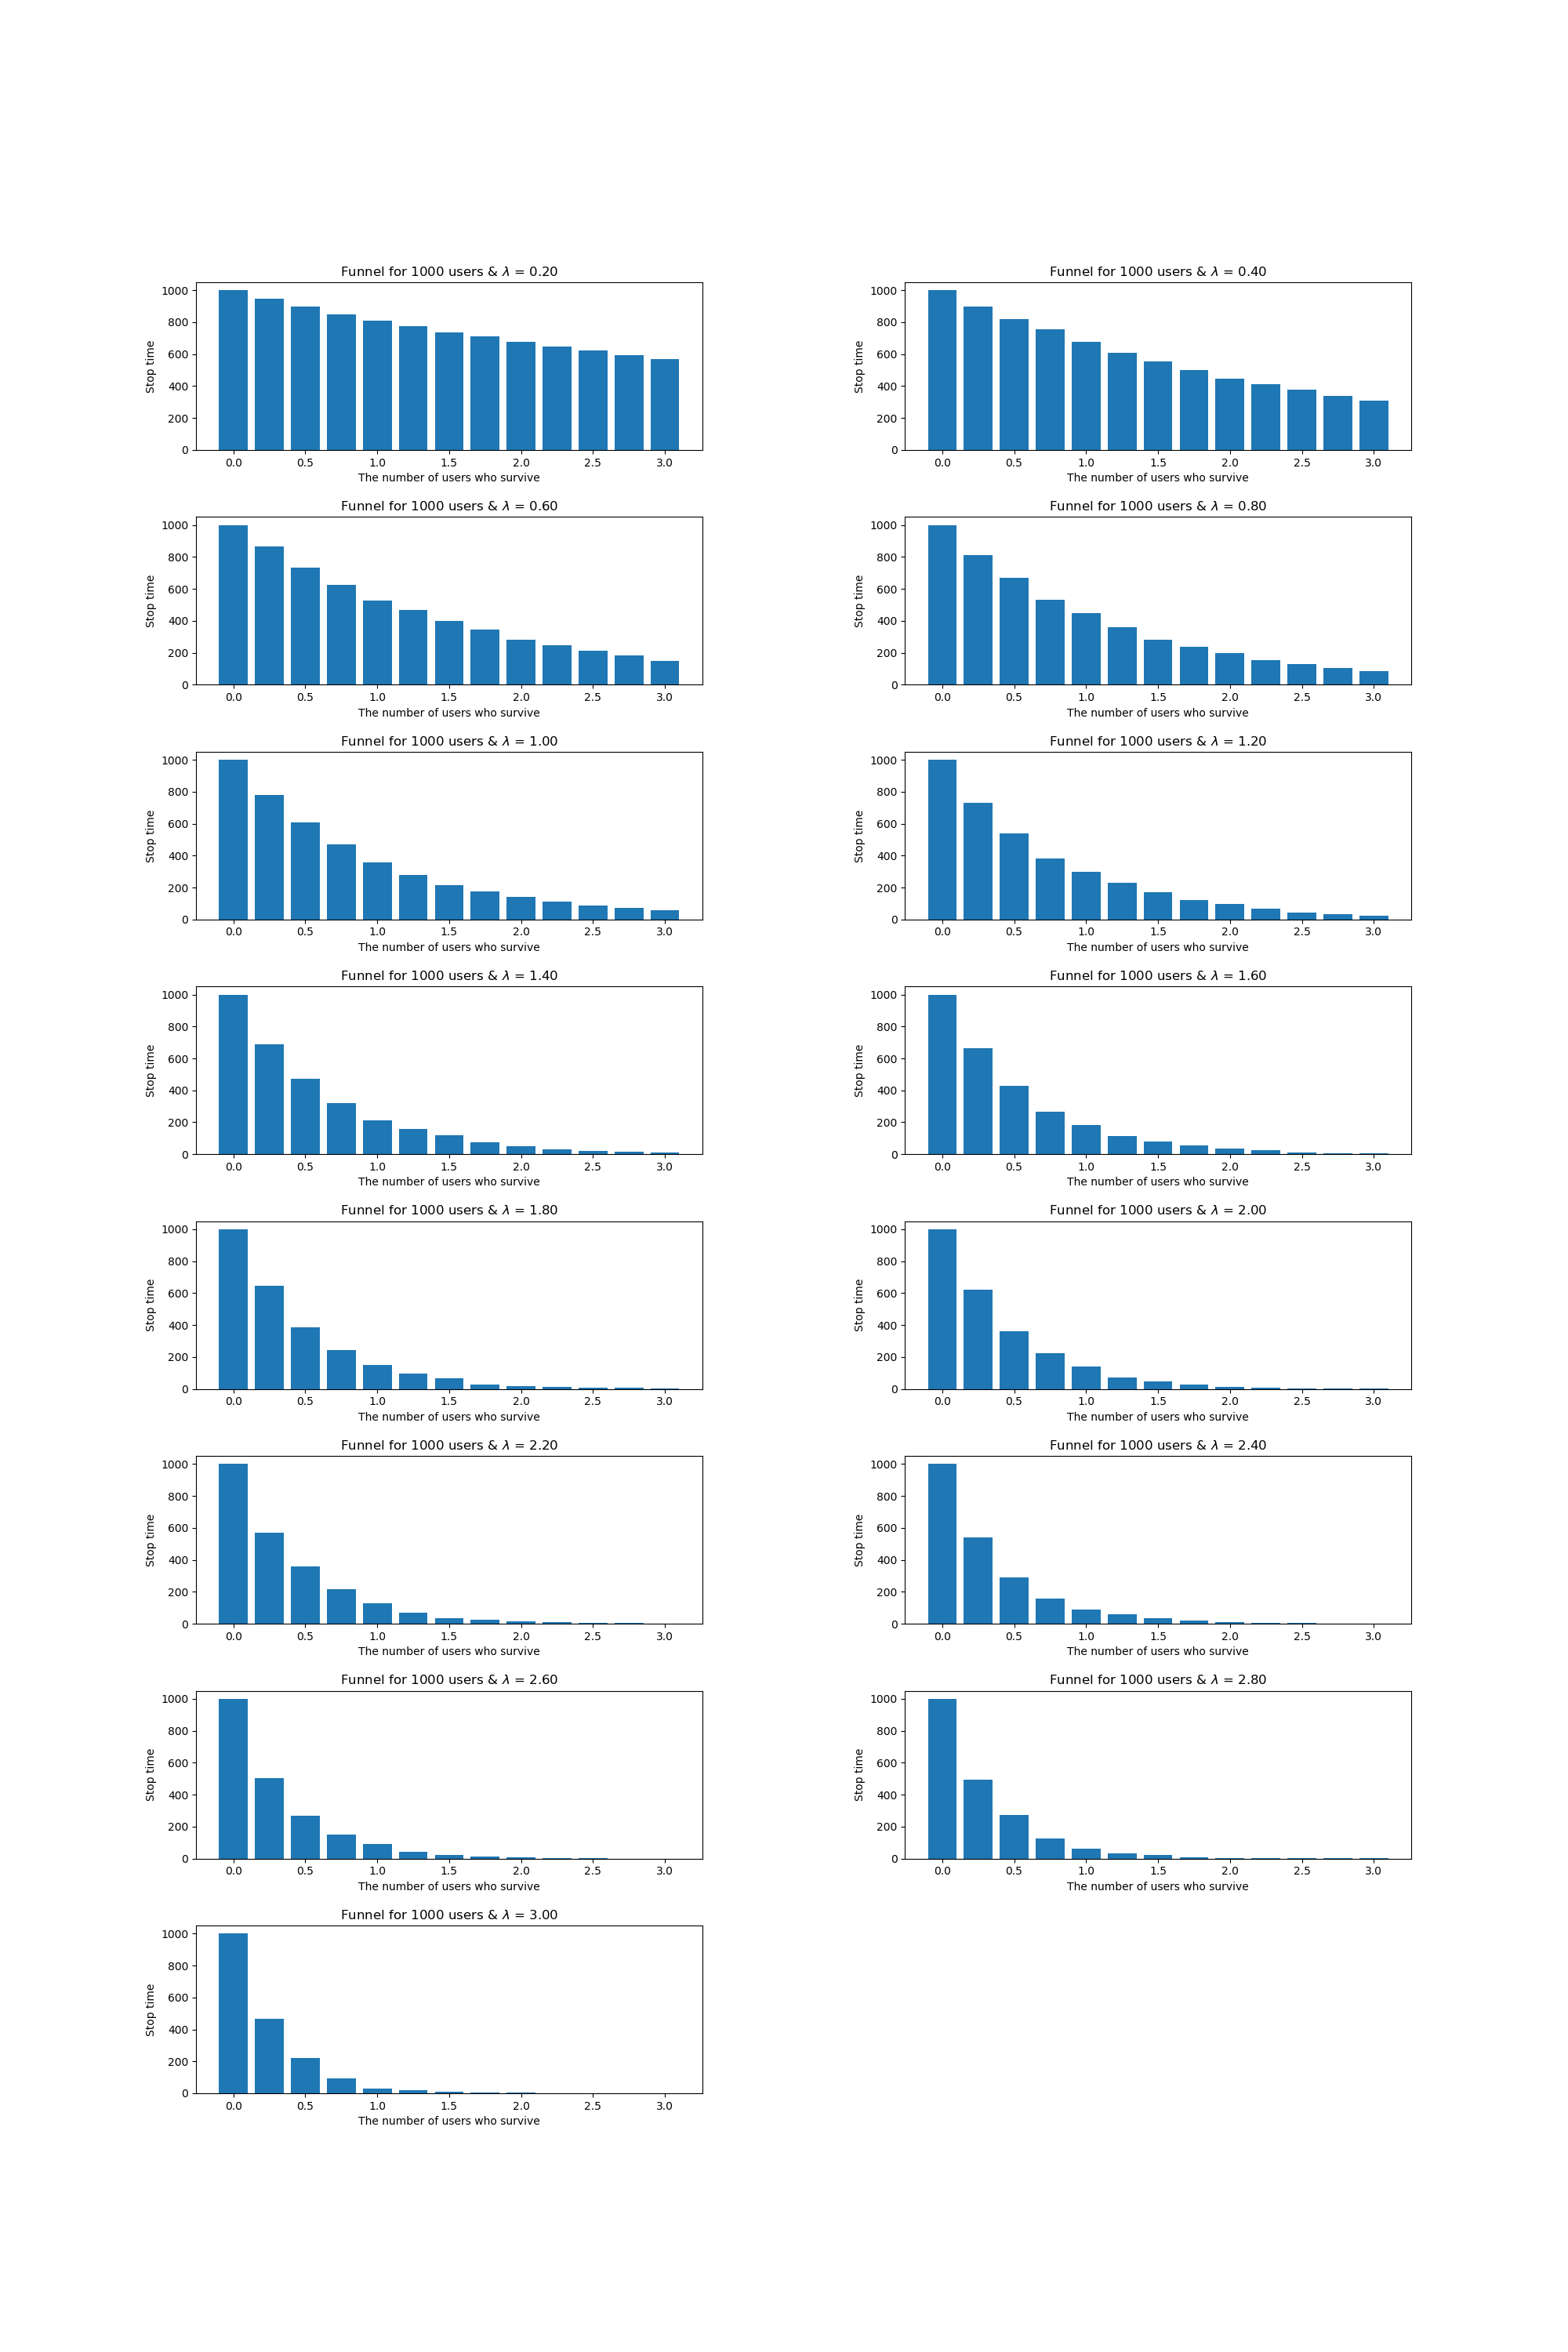 Funnel for 1000 users & λ = 0.20
1000
800
600
400
200
0
Stop time
0.0 0.5 1.0 1.5 2.0 2.5 3.0
The number of users who survive
Funnel for 1000 users & λ = 0.40
1000
800
600
400
200
0
Stop time
0.0 0.5 1.0 1.5 2.0 2.5 3.0
The number of users who survive
Funnel for 1000 users & λ = 0.60
1000
800
600
400
200
0
Stop time
0.0 0.5 1.0 1.5 2.0 2.5 3.0
The number of users who survive
Funnel for 1000 users & λ = 0.80
1000
800
600
400
200
0
Stop time
0.0 0.5 1.0 1.5 2.0 2.5 3.0
The number of users who survive
Funnel for 1000 users & λ = 1.00
1000
800
600
400
200
0
Stop time
0.0 0.5 1.0 1.5 2.0 2.5 3.0
The number of users who survive
Funnel for 1000 users & λ = 1.20
1000
800
600
400
200
0
Stop time
0.0 0.5 1.0 1.5 2.0 2.5 3.0
The number of users who survive
Funnel for 1000 users & λ = 1.40
1000
800
600
400
200
0
Stop time
0.0 0.5 1.0 1.5 2.0 2.5 3.0
The number of users who survive
Funnel for 1000 users & λ = 1.60
1000
800
600
400
200
0
Stop time
0.0 0.5 1.0 1.5 2.0 2.5 3.0
The number of users who survive
Funnel for 1000 users & λ = 1.80
1000
800
600
400
200
0
Stop time
0.0 0.5 1.0 1.5 2.0 2.5 3.0
The number of users who survive
Funnel for 1000 users & λ = 2.00
1000
800
600
400
200
0
Stop time
0.0 0.5 1.0 1.5 2.0 2.5 3.0
The number of users who survive
Funnel for 1000 users & λ = 2.20
1000
800
600
400
200
0
Stop time
0.0 0.5 1.0 1.5 2.0 2.5 3.0
The number of users who survive
Funnel for 1000 users & λ = 2.40
1000
800
600
400
200
0
Stop time
0.0 0.5 1.0 1.5 2.0 2.5 3.0
The number of users who survive
Funnel for 1000 users & λ = 2.60
1000
800
600
400
200
0
Stop time
0.0 0.5 1.0 1.5 2.0 2.5 3.0
The number of users who survive
Funnel for 1000 users & λ = 2.80
1000
800
600
400
200
0
Stop time
0.0 0.5 1.0 1.5 2.0 2.5 3.0
The number of users who survive
Funnel for 1000 users & λ = 3.00
1000
800
600
400
200
0
Stop time
0.0 0.5 1.0 1.5 2.0 2.5 3.0
The number of users who survive